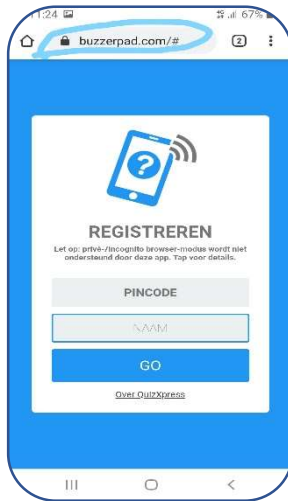 11:24 67%
buzzerpad.com/# 2
?
REGISTREREN
Let op: privé-/incognito browser-modus wordt niet
ondersteund door deze app. Tap voor details.
PINCODE
NAAM
GO
Over QuizXpress